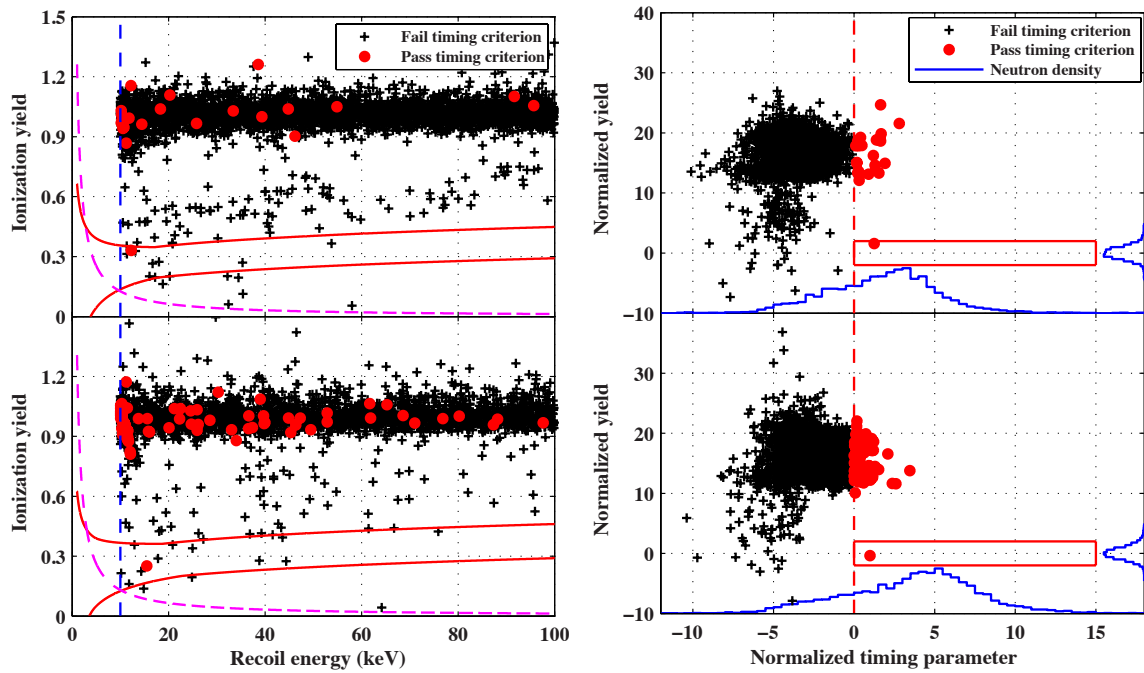 Ionization yield
1.5
1.2
0.9
0.6
0.3
0
Fail timing criterion
Pass timing criterion
Ionization yield
1.2
0.9
0.6
0.3
0
0 20 40 60 80 100
Recoil energy (keV)
Normalized yield
40
30
20
10
0
−10
Fail timing criterion
Pass timing criterion
Neutron density
Normalized yield
30
20
10
0
−10
−10 −5 0 5 10 15
Normalized timing parameter